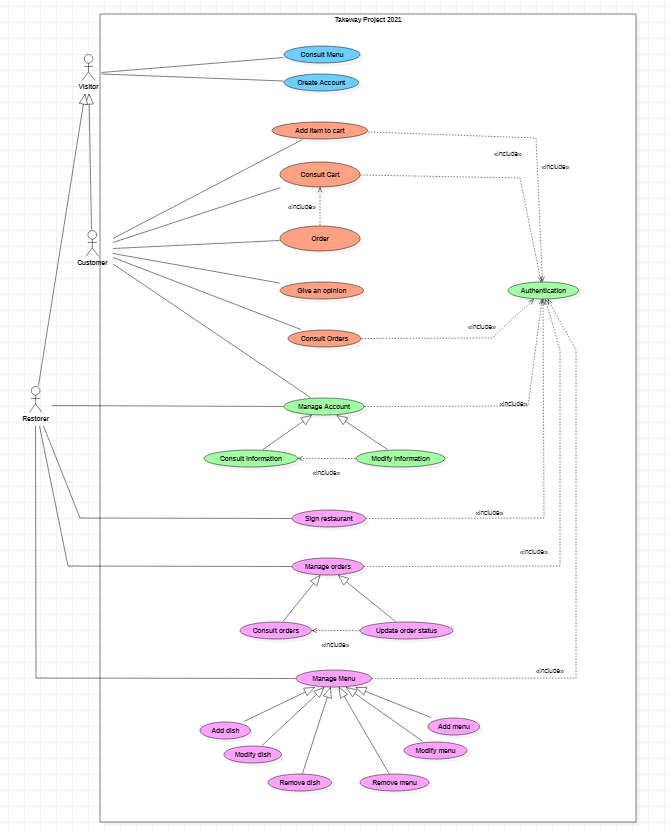 Takeway Project 2021
Consult Menu
Visitor
Create Account
Add item to cart
«include»
«include»
Consult Cart
«include»
Order
Customer
Give an opinion
Authentication
«include»
Consult Orders
Restorer
Manage Account
«include»
Consult Information
Modify Information
«include»
«include»
Sign restaurant
«include»
Manage orders
Consult orders
Update order status
«include»
«include»
Manage Menu
Add dish
Add menu
Modify dish
Modify menu
Remove dish
Remove menu